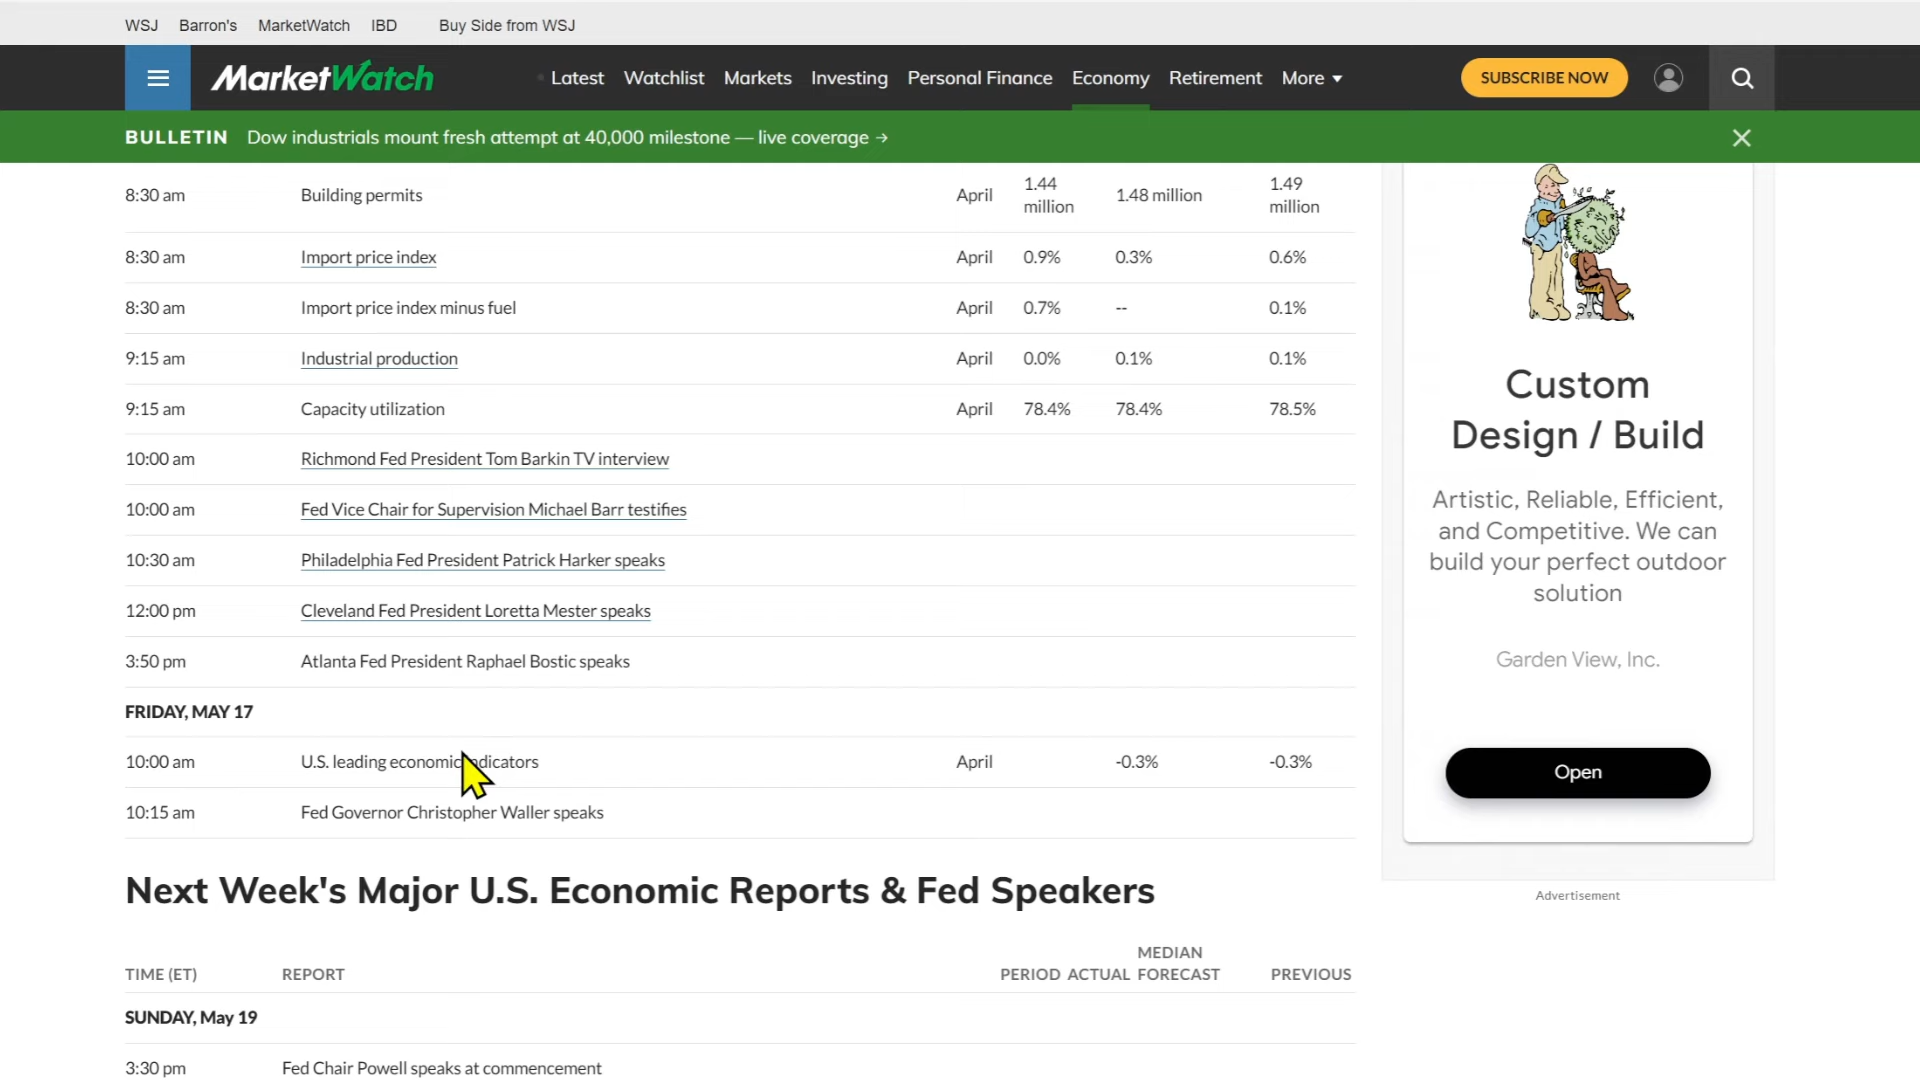 WSJ Barron's MarketWatch IBD Buy Side from WSJ
MarketWatch Latest Watchlist Markets Investing Personal Finance Economy Retirement More SUBSCRIBE NOW
BULLETIN Dow industrials mount fresh attempt at 40,000 milestone — live coverage →
8:30 am Building permits April 1.44 million 1.48 million 1.49 million
8:30 am Import price index April 0.9% 0.3% 0.6%
8:30 am Import price index minus fuel April 0.7% -- 0.1%
9:15 am Industrial production April 0.0% 0.1% 0.1%
9:15 am Capacity utilization April 78.4% 78.4% 78.5%
10:00 am Richmond Fed President Tom Barkin TV interview
10:00 am Fed Vice Chair for Supervision Michael Barr testifies
10:30 am Philadelphia Fed President Patrick Harker speaks
12:00 pm Cleveland Fed President Loretta Mester speaks
3:50 pm Atlanta Fed President Raphael Bostic speaks
FRIDAY, MAY 17
10:00 am U.S. leading economic indicators April -0.3% -0.3%
10:15 am Fed Governor Christopher Waller speaks
Next Week's Major U.S. Economic Reports & Fed Speakers
TIME (ET) REPORT PERIOD ACTUAL MEDIAN FORECAST PREVIOUS
SUNDAY, May 19
3:30 pm Fed Chair Powell speaks at commencement
Custom
Design / Build
Artistic, Reliable, Efficient,
and Competitive. We can
build your perfect outdoor
solution
Garden View, Inc.
Open
Advertisement